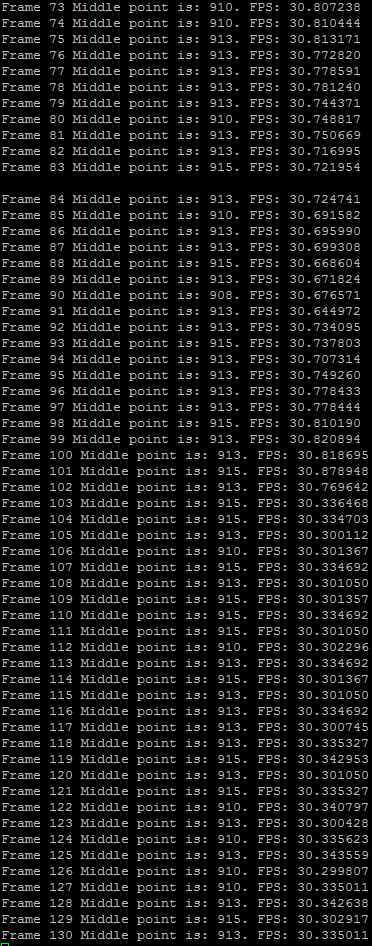 Frame 73 Middle point is: 910. FPS: 30.807238
Frame 74 Middle point is: 910. FPS: 30.810444
Frame 75 Middle point is: 913. FPS: 30.813171
Frame 76 Middle point is: 913. FPS: 30.772820
Frame 77 Middle point is: 913. FPS: 30.778591
Frame 78 Middle point is: 913. FPS: 30.781240
Frame 79 Middle point is: 913. FPS: 30.744371
Frame 80 Middle point is: 910. FPS: 30.748817
Frame 81 Middle point is: 913. FPS: 30.750669
Frame 82 Middle point is: 913. FPS: 30.716995
Frame 83 Middle point is: 915. FPS: 30.721954
Frame 84 Middle point is: 913. FPS: 30.724741
Frame 85 Middle point is: 910. FPS: 30.691582
Frame 86 Middle point is: 913. FPS: 30.695990
Frame 87 Middle point is: 913. FPS: 30.699308
Frame 88 Middle point is: 915. FPS: 30.668604
Frame 89 Middle point is: 913. FPS: 30.671824
Frame 90 Middle point is: 908. FPS: 30.676571
Frame 91 Middle point is: 913. FPS: 30.644972
Frame 92 Middle point is: 913. FPS: 30.734095
Frame 93 Middle point is: 915. FPS: 30.737803
Frame 94 Middle point is: 913. FPS: 30.707314
Frame 95 Middle point is: 913. FPS: 30.749260
Frame 96 Middle point is: 913. FPS: 30.778433
Frame 97 Middle point is: 913. FPS: 30.778444
Frame 98 Middle point is: 915. FPS: 30.810190
Frame 99 Middle point is: 913. FPS: 30.820894
Frame 100 Middle point is: 913. FPS: 30.818695
Frame 101 Middle point is: 915. FPS: 30.878948
Frame 102 Middle point is: 913. FPS: 30.769642
Frame 103 Middle point is: 915. FPS: 30.336468
Frame 104 Middle point is: 915. FPS: 30.334703
Frame 105 Middle point is: 913. FPS: 30.300112
Frame 106 Middle point is: 910. FPS: 30.301367
Frame 107 Middle point is: 915. FPS: 30.334692
Frame 108 Middle point is: 913. FPS: 30.301050
Frame 109 Middle point is: 915. FPS: 30.301357
Frame 110 Middle point is: 915. FPS: 30.334692
Frame 111 Middle point is: 915. FPS: 30.301050
Frame 112 Middle point is: 910. FPS: 30.302296
Frame 113 Middle point is: 913. FPS: 30.334692
Frame 114 Middle point is: 915. FPS: 30.301367
Frame 115 Middle point is: 913. FPS: 30.301050
Frame 116 Middle point is: 913. FPS: 30.334692
Frame 117 Middle point is: 913. FPS: 30.300745
Frame 118 Middle point is: 913. FPS: 30.335327
Frame 119 Middle point is: 915. FPS: 30.342953
Frame 120 Middle point is: 913. FPS: 30.301050
Frame 121 Middle point is: 915. FPS: 30.335327
Frame 122 Middle point is: 910. FPS: 30.340797
Frame 123 Middle point is: 913. FPS: 30.300428
Frame 124 Middle point is: 910. FPS: 30.335623
Frame 125 Middle point is: 913. FPS: 30.343559
Frame 126 Middle point is: 910. FPS: 30.299807
Frame 127 Middle point is: 910. FPS: 30.335011
Frame 128 Middle point is: 913. FPS: 30.342638
Frame 129 Middle point is: 915. FPS: 30.302917
Frame 130 Middle point is: 913. FPS: 30.335011